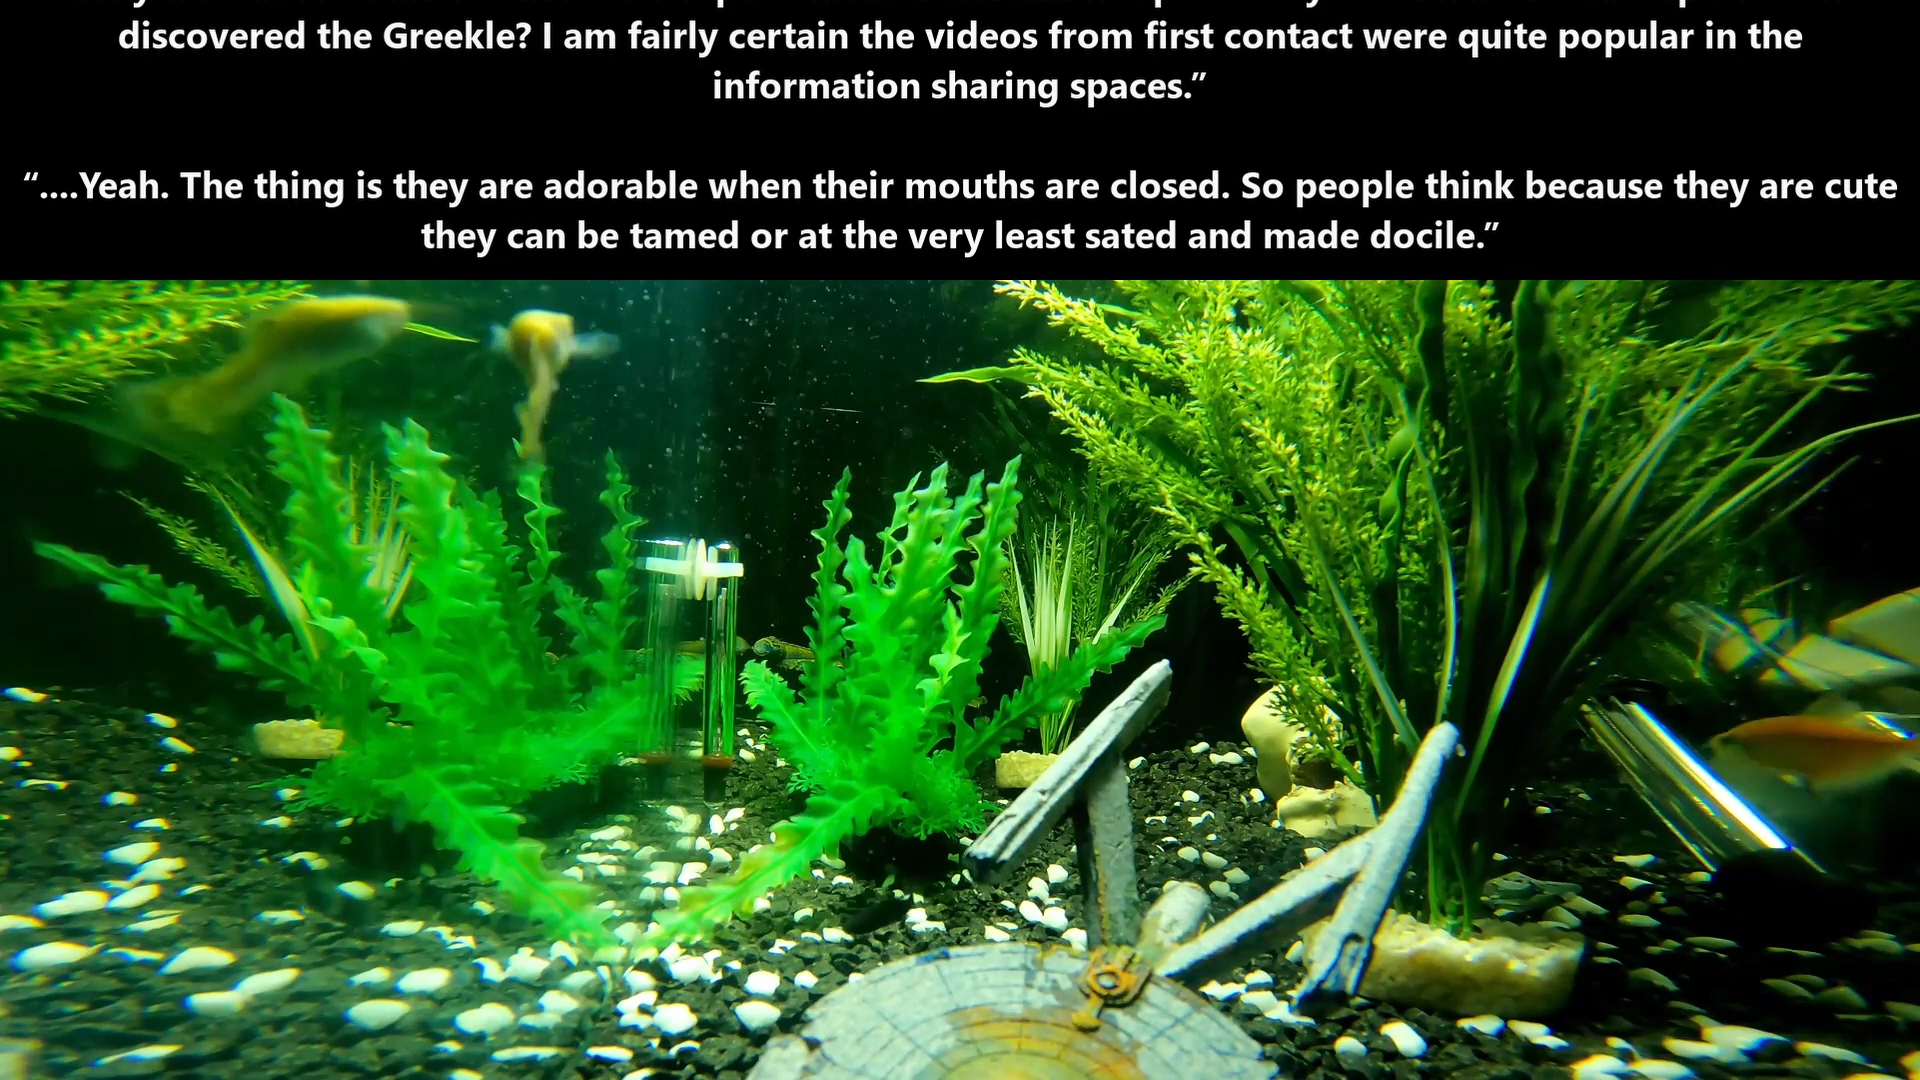 discovered the Greekle? I am fairly certain the videos from first contact were quite popular in the
information sharing spaces.”
“....Yeah. The thing is they are adorable when their mouths are closed. So people think because they are cute
they can be tamed or at the very least sated and made docile.”